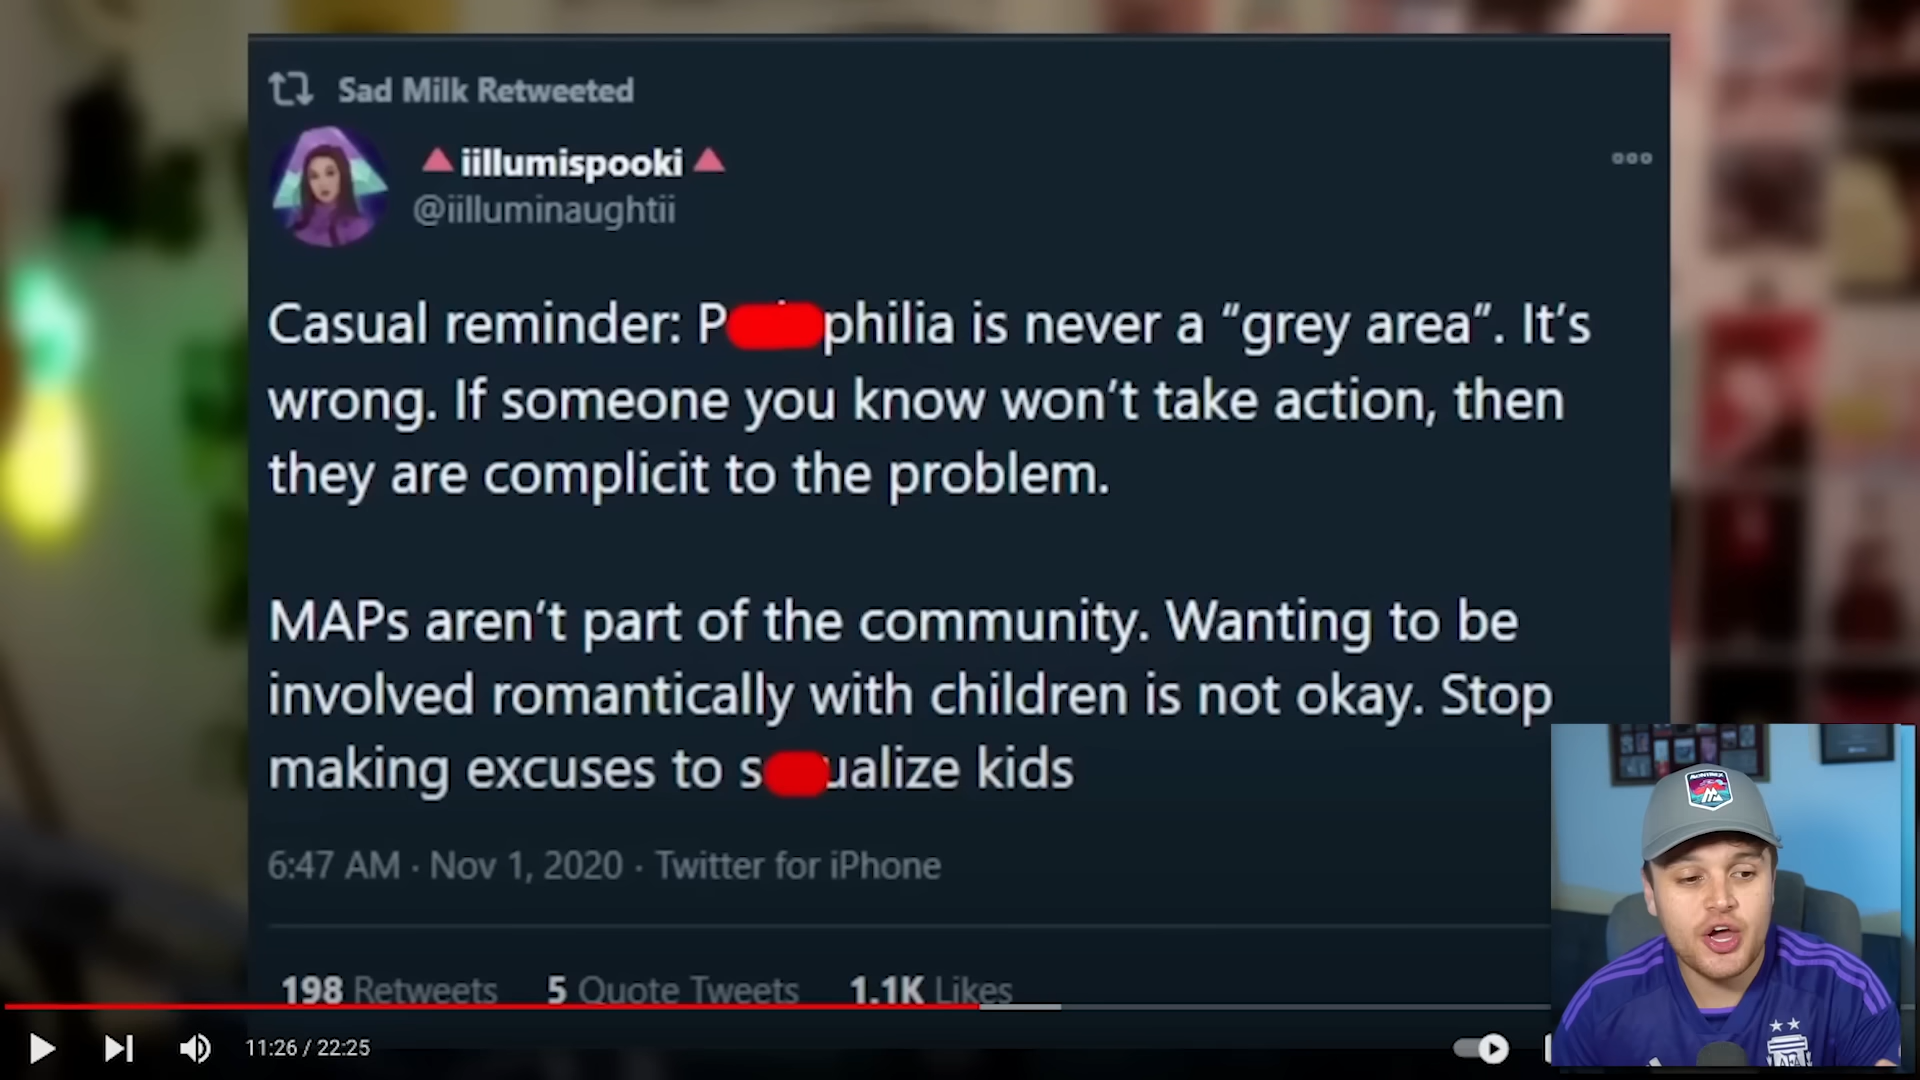 Sad Milk Retweeted
iillumispooki
@iilluminaughtii
Casual reminder: P philia is never a “grey area”. It’s
wrong. If someone you know won’t take action, then
they are complicit to the problem.
MAPs aren’t part of the community. Wanting to be
involved romantically with children is not okay. Stop
making excuses to s ualize kids
6:47 AM · Nov 1, 2020 · Twitter for iPhone
198 Retweets 5 Quote Tweets 1.1K Likes
11:26 / 22:25
AFA